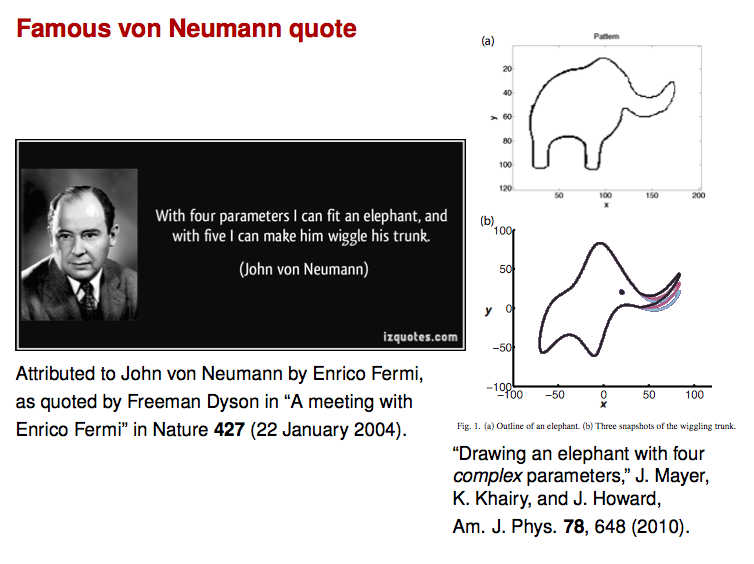 Famous von Neumann quote
With four parameters I can fit an elephant, and
with five I can make him wiggle his trunk.
(John von Neumann)
izquotes.com
Attributed to John von Neumann by Enrico Fermi,
as quoted by Freeman Dyson in “A meeting with
Enrico Fermi” in Nature 427 (22 January 2004).
(a)
Pattern
20
40
60
80
100
120
y
50
100
150
200
x
(b)
100
50
0
−50
−100
y
−100
−50
0
50
100
x
Fig. 1. (a) Outline of an elephant. (b) Three snapshots of the wiggling trunk.
“Drawing an elephant with four
complex parameters,” J. Mayer,
K. Khairy, and J. Howard,
Am. J. Phys. 78, 648 (2010).